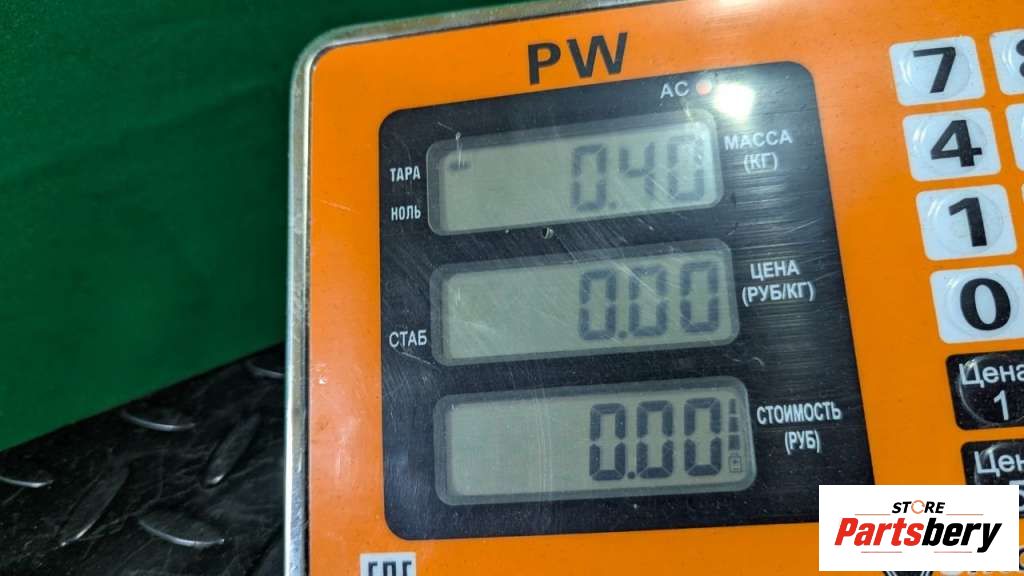 PW
AC
ТАРА
НОЛЬ
0.40
МАССА
(КГ)
СТАБ
0.00
ЦЕНА
(РУБ/КГ)
0.00
СТОИМОСТЬ
(РУБ)
7
4
1
0
Цена
1
STORE
Partsbery